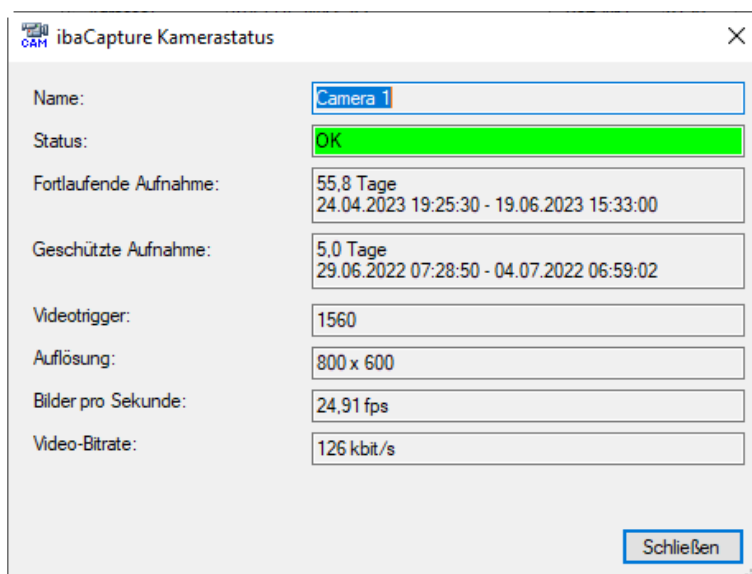 CAM ibaCapture Kamerastatus
Name: Camera 1
Status: OK
Fortlaufende Aufnahme: 55,8 Tage
24.04.2023 19:25:30 - 19.06.2023 15:33:00
Geschützte Aufnahme: 5,0 Tage
29.06.2022 07:28:50 - 04.07.2022 06:59:02
Videotrigger: 1560
Auflösung: 800 x 600
Bilder pro Sekunde: 24,91 fps
Video-Bitrate: 126 kbit/s
Schließen